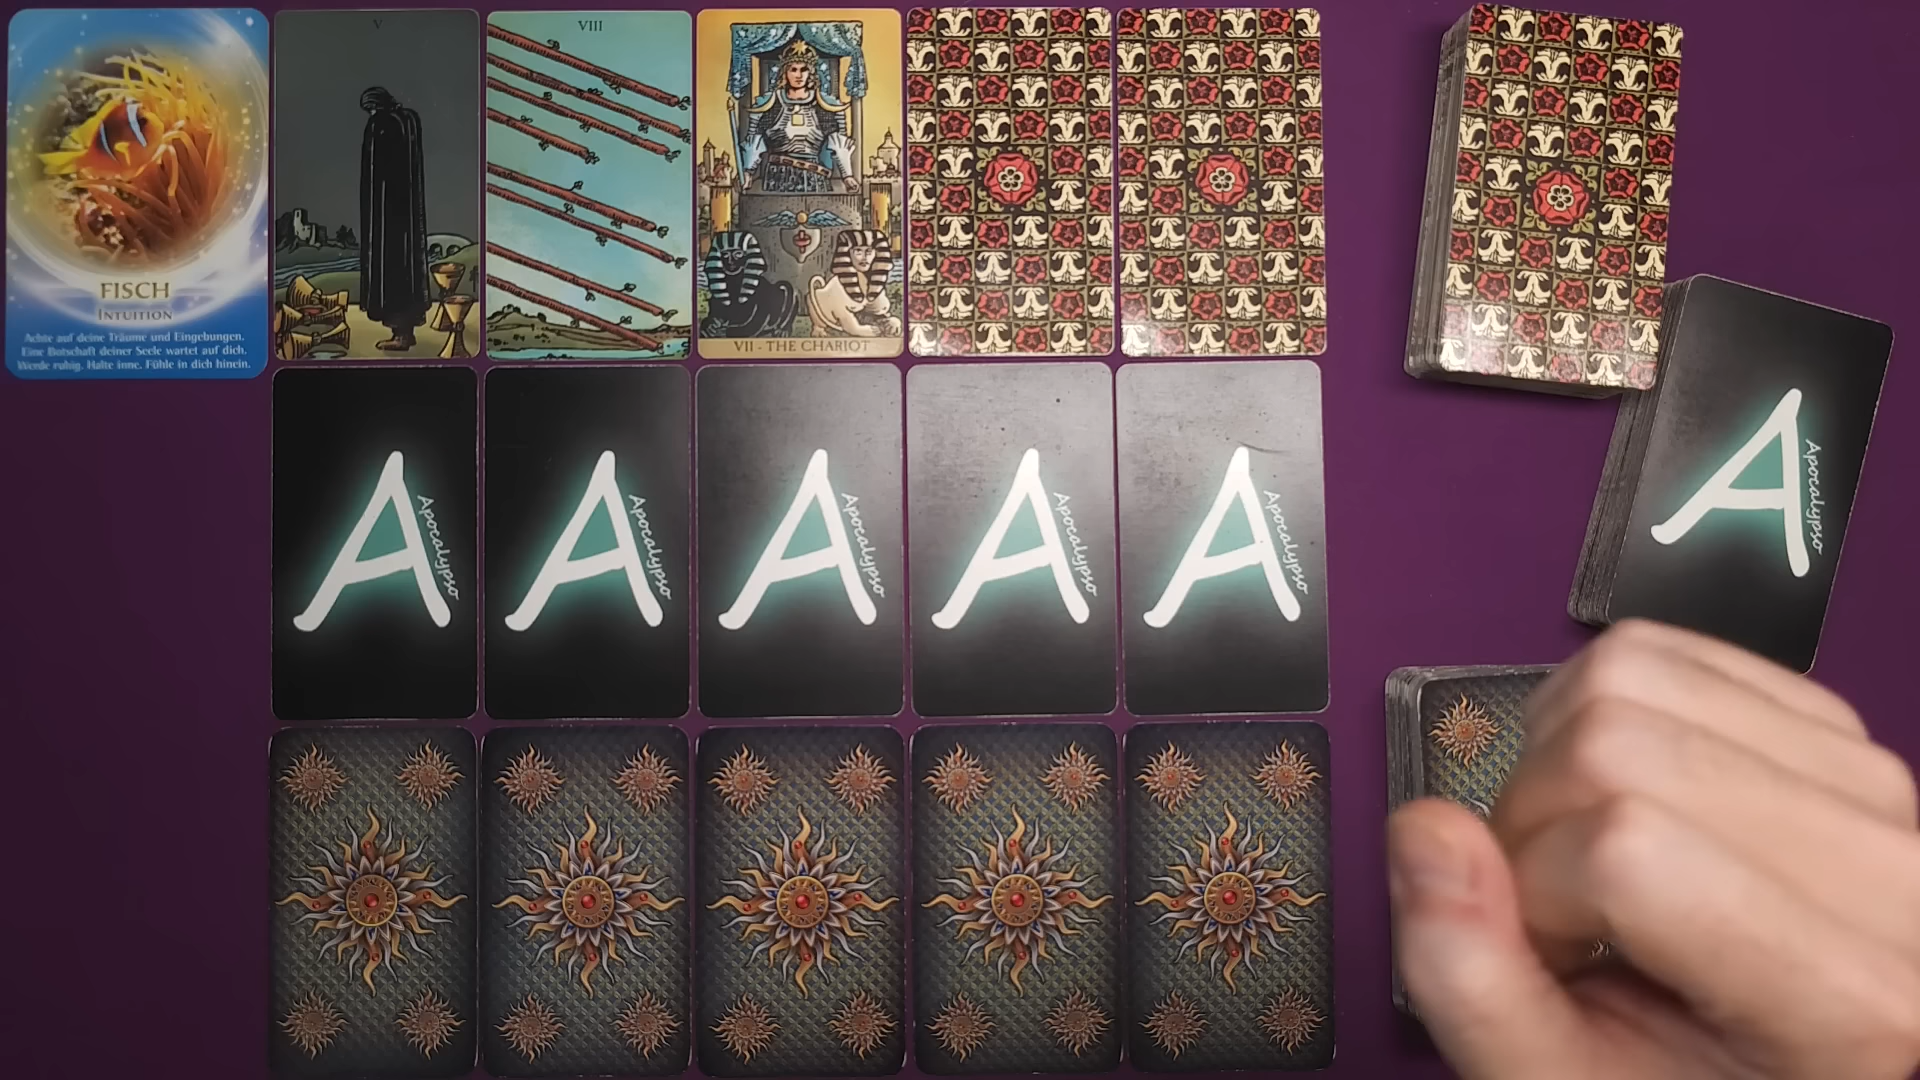 FISCH
INTUITION
Achte auf deine Träume und Eingebungen.
Eine Botschaft deiner Seele wartet auf dich.
Werde ruhig. Halte inne. Fühle in dich hinein.
V
VIII
VII - THE CHARIOT
A
Apocalypso
A
Apocalypso
A
Apocalypso
A
Apocalypso
A
Apocalypso
A
Apocalypso